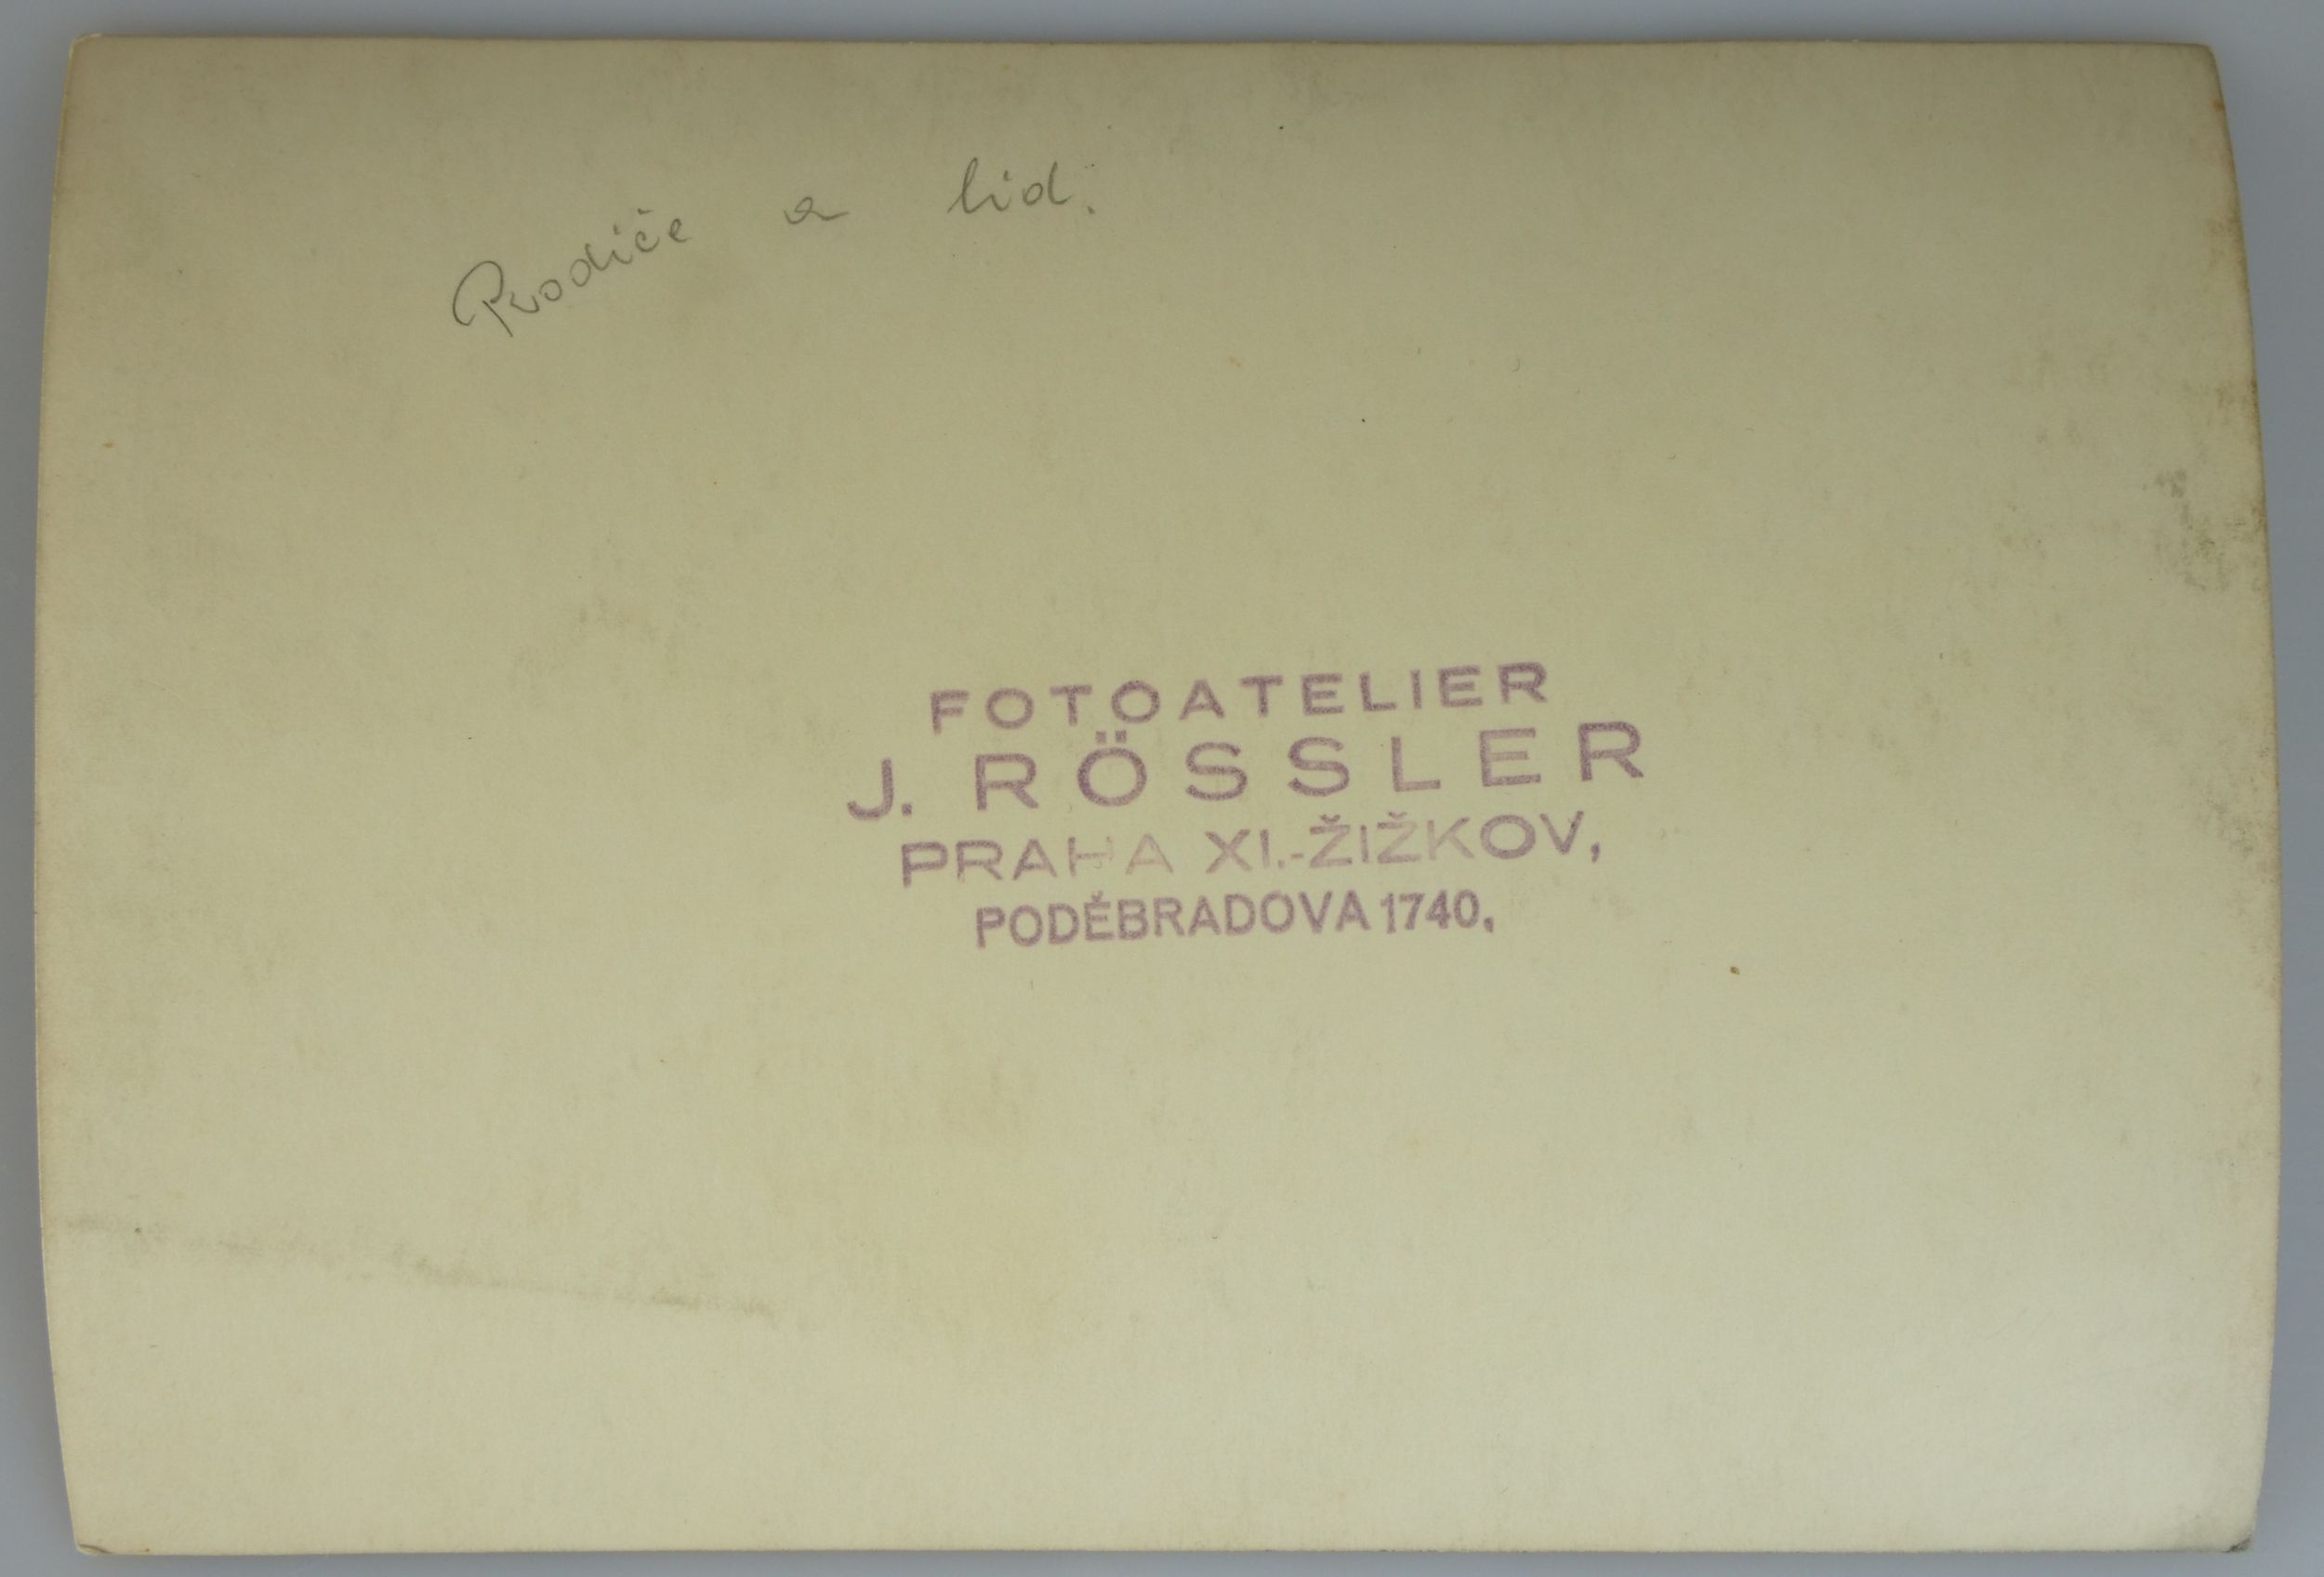 Rodiče a lid.
FOTOATELIER
J. RÖSSLER
PRAHA XI.-ŽIŽKOV,
PODĚBRADOVA 1740.